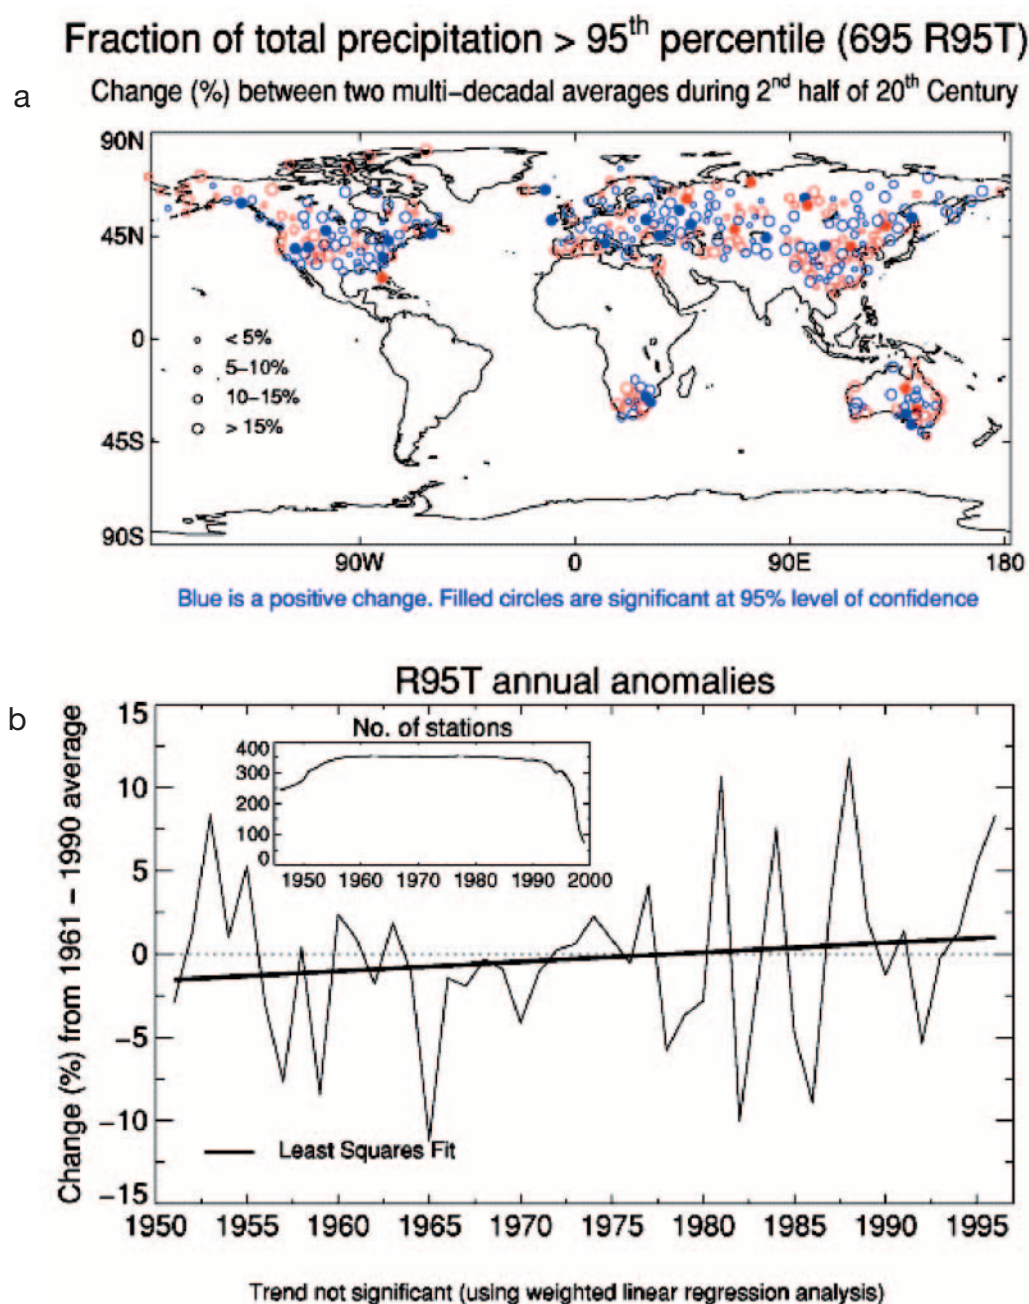 a
Fraction of total precipitation > 95th percentile (695 R95T)
Change (%) between two multi-decadal averages during 2nd half of 20th Century
90N
45N
0
45S
90S
< 5%
5-10%
10-15%
> 15%
90W 0 90E 180
Blue is a positive change. Filled circles are significant at 95% level of confidence
b
R95T annual anomalies
Change (%) from 1961 - 1990 average
15
10
5
0
-5
-10
-15
No. of stations
400
300
200
100
0
1950 1960 1970 1980 1990 2000
Least Squares Fit
1950 1955 1960 1965 1970 1975 1980 1985 1990 1995
Trend not significant (using weighted linear regression analysis)